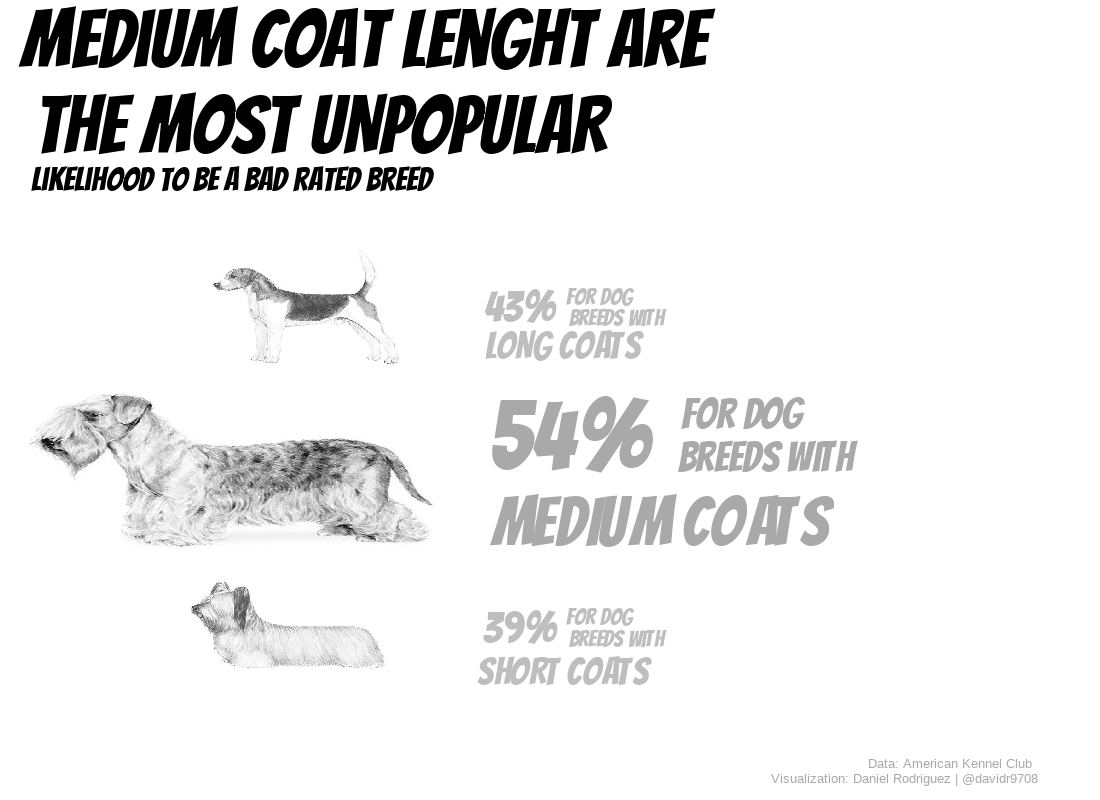 MEDIUM COAT LENGHT ARE
THE MOST UNPOPULAR
LIKELIHOOD TO BE A BAD RATED BREED
43% FOR DOG
BREEDS WITH
LONG COATS
54% FOR DOG
BREEDS WITH
MEDIUM COATS
39% FOR DOG
BREEDS WITH
SHORT COATS
Data: American Kennel Club
Visualization: Daniel Rodriguez | @davidr9708